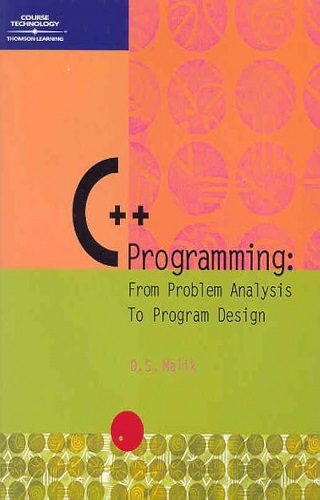 COURSE
TECHNOLOGY
THOMSON LEARNING
C++
Programming:
From Problem Analysis
To Program Design
D.S. Malik